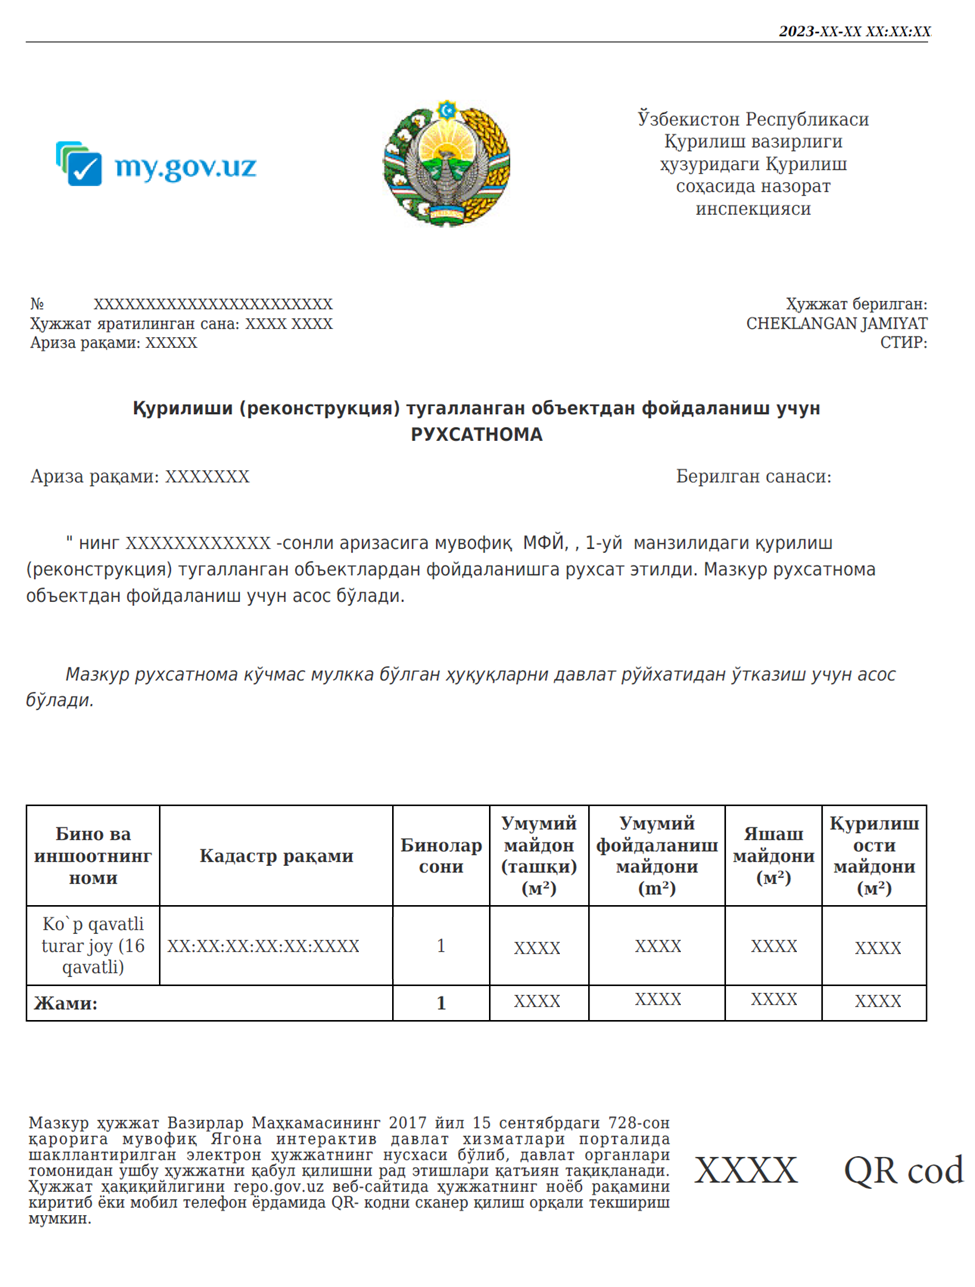 2023-XX-XX XX:XX:XX
my.gov.uz
Ўзбекистон Республикаси
Қурилиш вазирлиги
ҳузуридаги Қурилиш
соҳасида назорат
инспекцияси
№ XXXXXXXXXXXXXXXXXXXXXXX
Ҳужжат яратилинган сана: XXXX XXXX
Ариза рақами: XXXXX
Ҳужжат берилган:
CHEKLANGAN JAMIYAT
СТИР:
Қурилиши (реконструкция) тугалланган объектдан фойдаланиш учун
РУХСАТНОМА
Ариза рақами: XXXXXXX
Берилган санаси:
" нинг XXXXXXXXXXXX -сонли аризасига мувофиқ МФЙ, , 1-уй манзилидаги қурилиш
(реконструкция) тугалланган объектлардан фойдаланишга рухсат этилди. Мазкур рухсатнома
объектдан фойдаланиш учун асос бўлади.
Мазкур рухсатнома кўчмас мулкка бўлган ҳуқуқларни давлат рўйхатидан ўтказиш учун асос
бўлади.
Бино ва
иншоотнинг
номи
Кадастр рақами
Бинолар
сони
Умумий
майдон
(ташқи)
(м²)
Умумий
фойдаланиш
майдони
(m²)
Яшаш
майдони
(м²)
Қурилиш
ости
майдони
(м²)
Ko`p qavatli
turar joy (16
qavatli)
XX:XX:XX:XX:XX:XXXX
1
XXXX
XXXX
XXXX
XXXX
Жами:
1
XXXX
XXXX
XXXX
XXXX
Мазкур ҳужжат Вазирлар Маҳкамасининг 2017 йил 15 сентябрдаги 728-сон
қарорига мувофиқ Ягона интерактив давлат хизматлари порталида
шакллантирилган электрон ҳужжатнинг нусхаси бўлиб, давлат органлари
томонидан ушбу ҳужжатни қабул қилишни рад этишлари қатъиян тақиқланади.
Ҳужжат ҳақиқийлигини repo.gov.uz веб-сайтида ҳужжатнинг ноёб рақамини
киритиб ёки мобил телефон ёрдамида QR- кодни сканер қилиш орқали текшириш
мумкин.
XXXX
QR cod